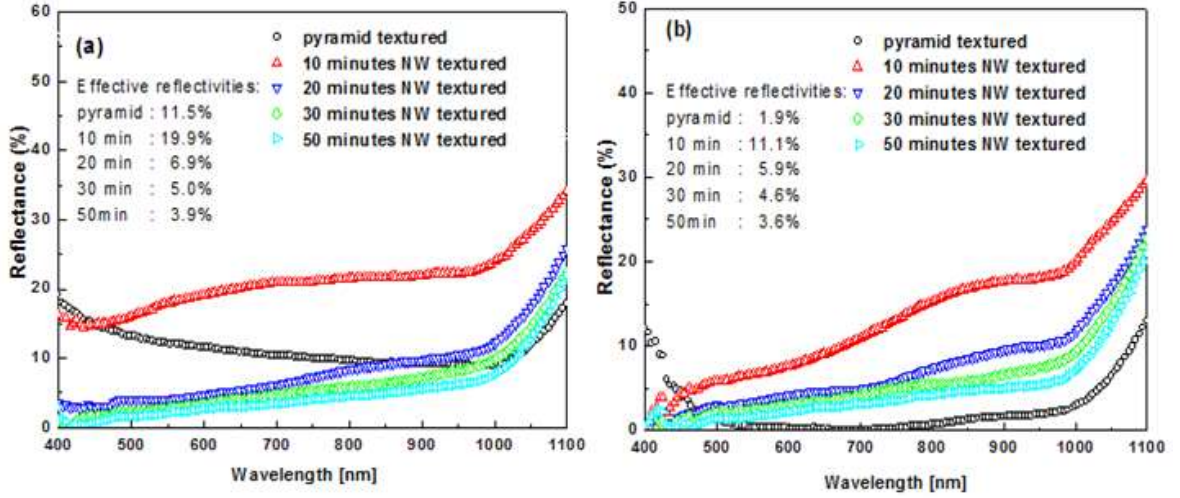 (a)
pyramid textured
10 minutes NW textured
20 minutes NW textured
30 minutes NW textured
50 minutes NW textured
Effective reflectivities:
pyramid : 11.5%
10 min : 19.9%
20 min : 6.9%
30 min : 5.0%
50min : 3.9%
Reflectance (%)
60
50
40
30
20
10
0
400 500 600 700 800 900 1000 1100
Wavelength [nm]
(b)
pyramid textured
10 minutes NW textured
20 minutes NW textured
30 minutes NW textured
50 minutes NW textured
Effective reflectivities:
pyramid : 1.9%
10 min : 11.1%
20 min : 5.9%
30 min : 4.6%
50min : 3.6%
Reflectance (%)
50
40
30
20
10
0
400 500 600 700 800 900 1000 1100
Wavelength [nm]